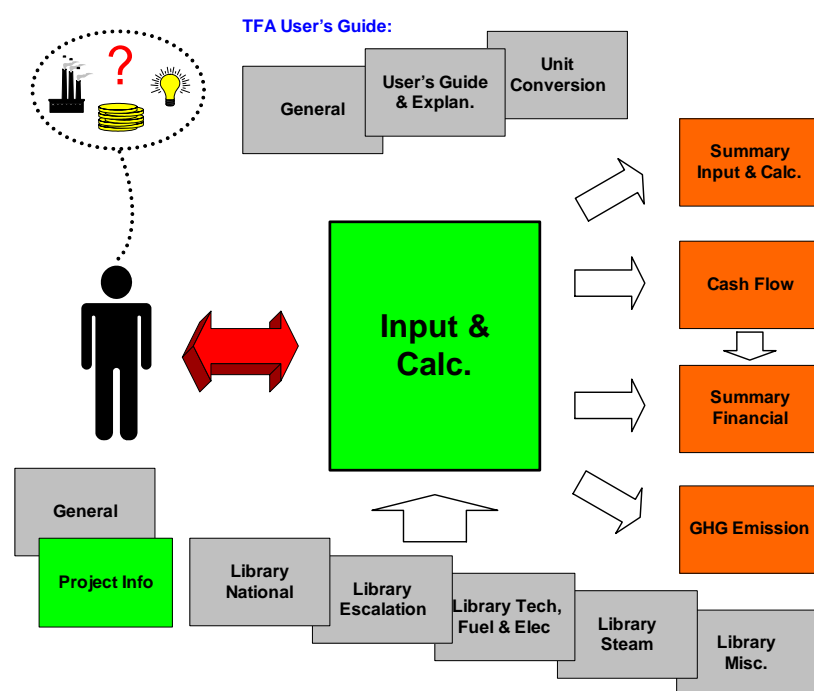 TFA User’s Guide:
?
General
User’s Guide
& Explan.
Unit
Conversion
Summary
Input & Calc.
Cash Flow
Input &
Calc.
Summary
Financial
GHG Emission
General
Project Info
Library
National
Library
Escalation
Library Tech,
Fuel & Elec
Library
Steam
Library
Misc.